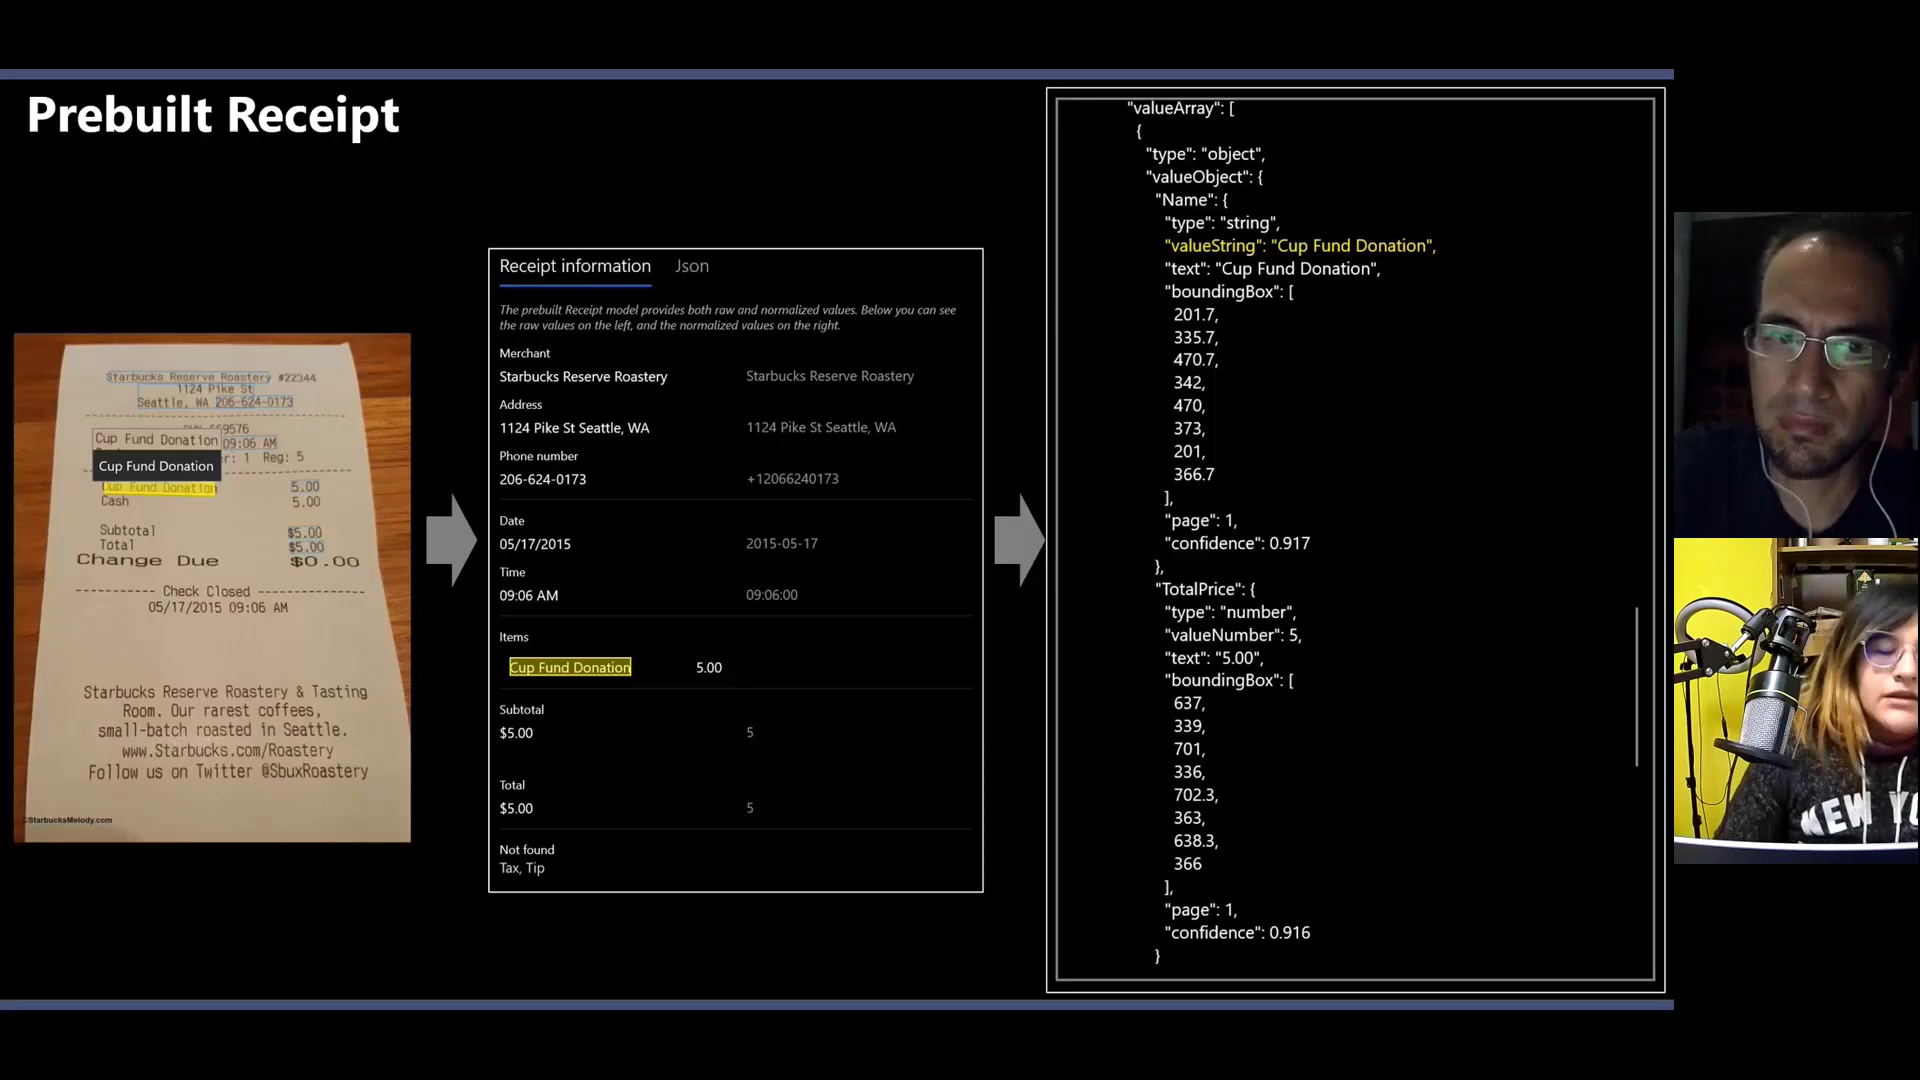 Prebuilt Receipt
Starbucks Reserve Roastery #22344
1124 Pike St
Seattle, WA 206-624-0173
Cup Fund Donation
09:06 AM
Reg: 5
Cup Fund Donation
Cup Fund Donation 5.00
Cash 5.00
Subtotal $5.00
Total $5.00
Change Due $0.00
Check Closed
05/17/2015 09:06 AM
Starbucks Reserve Roastery & Tasting
Room. Our rarest coffees,
small-batch roasted in Seattle.
www.Starbucks.com/Roastery
Follow us on Twitter @SbuxRoastery
StarbucksMelody.com
Receipt information Json
The prebuilt Receipt model provides both raw and normalized values. Below you can see
the raw values on the left, and the normalized values on the right.
Merchant
Starbucks Reserve Roastery Starbucks Reserve Roastery
Address
1124 Pike St Seattle, WA 1124 Pike St Seattle, WA
Phone number
206-624-0173 +12066240173
Date
05/17/2015 2015-05-17
Time
09:06 AM 09:06:00
Items
Cup Fund Donation 5.00
Subtotal
$5.00 5
Total
$5.00 5
Not found
Tax, Tip
"valueArray": [
{
"type": "object",
"valueObject": {
"Name": {
"type": "string",
"valueString": "Cup Fund Donation",
"text": "Cup Fund Donation",
"boundingBox": [
201.7,
335.7,
470.7,
342,
470,
373,
201,
366.7
],
"page": 1,
"confidence": 0.917
},
"TotalPrice": {
"type": "number",
"valueNumber": 5,
"text": "5.00",
"boundingBox": [
637,
339,
701,
336,
702.3,
363,
638.3,
366
],
"page": 1,
"confidence": 0.916
}
NEW